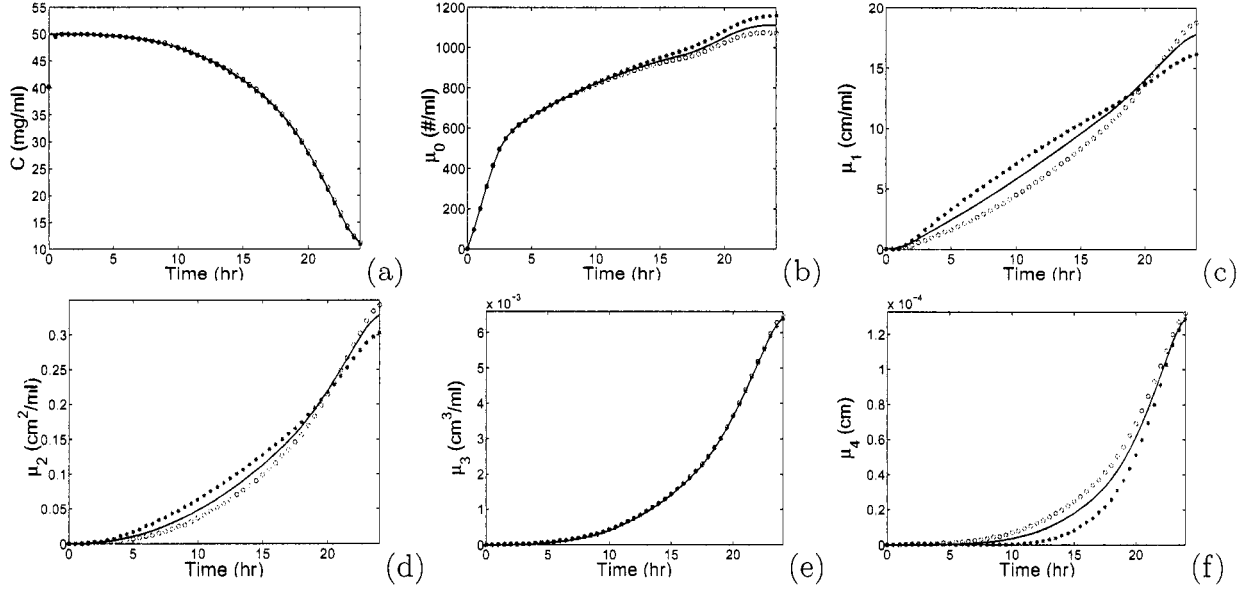 55
50
45
40
35
30
25
20
15
10
C (mg/ml)
0 5 10 15 20
Time (hr)
(a)
1200
1000
800
600
400
200
0
μ0 (#/ml)
0 5 10 15 20
Time (hr)
(b)
20
15
10
5
0
μ1 (cm/ml)
0 5 10 15 20
Time (hr)
(c)
0.3
0.25
0.2
0.15
0.1
0.05
0
μ2 (cm²/ml)
0 5 10 15 20
Time (hr)
(d)
x 10⁻³
6
5
4
3
2
1
0
μ3 (cm³/ml)
0 5 10 15 20
Time (hr)
(e)
x 10⁻⁴
1.2
1
0.8
0.6
0.4
0.2
0
μ4 (cm)
0 5 10 15 20
Time (hr)
(f)